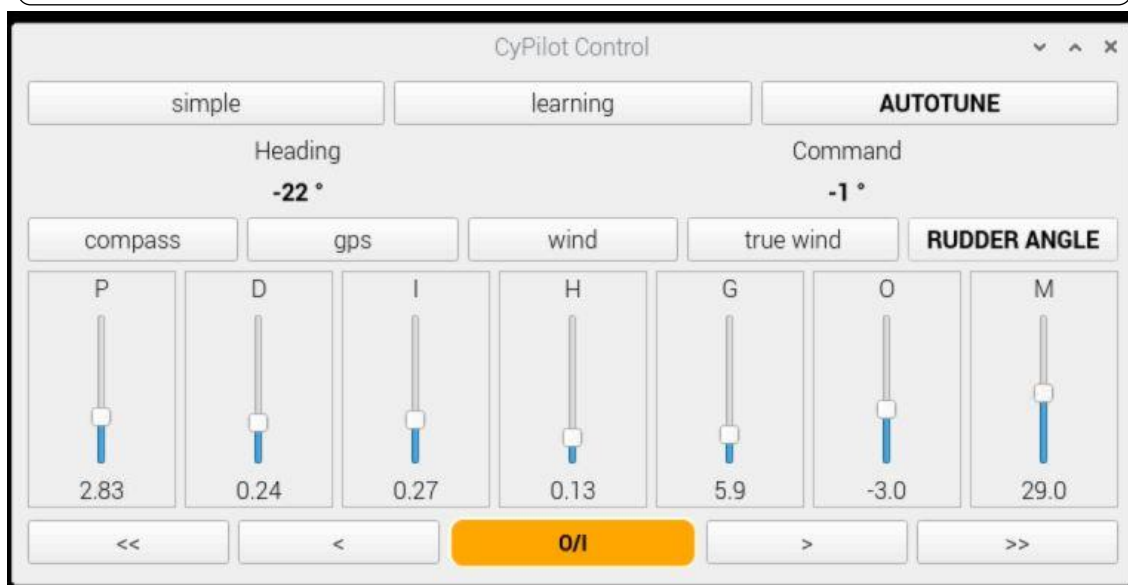 CyPilot Control
simple learning AUTOTUNE
Heading Command
-22 ° -1 °
compass gps wind true wind RUDDER ANGLE
P D I H G O M
2.83 0.24 0.27 0.13 5.9 -3.0 29.0
<< < O/I > >>